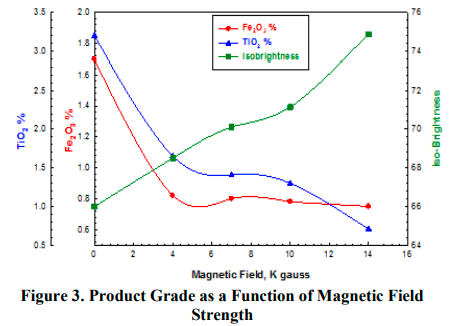 3.5
3.0
2.5
2.0
1.5
1.0
0.5
TiO2 %
2.0
1.8
1.6
1.4
1.2
1.0
0.8
0.6
Fe2O3 %
Fe2O3 %
TiO2 %
Isobrightness
76
74
72
70
68
66
64
Iso-Brightness
0 2 4 6 8 10 12 14 16
Magnetic Field, K gauss
Figure 3. Product Grade as a Function of Magnetic Field
Strength